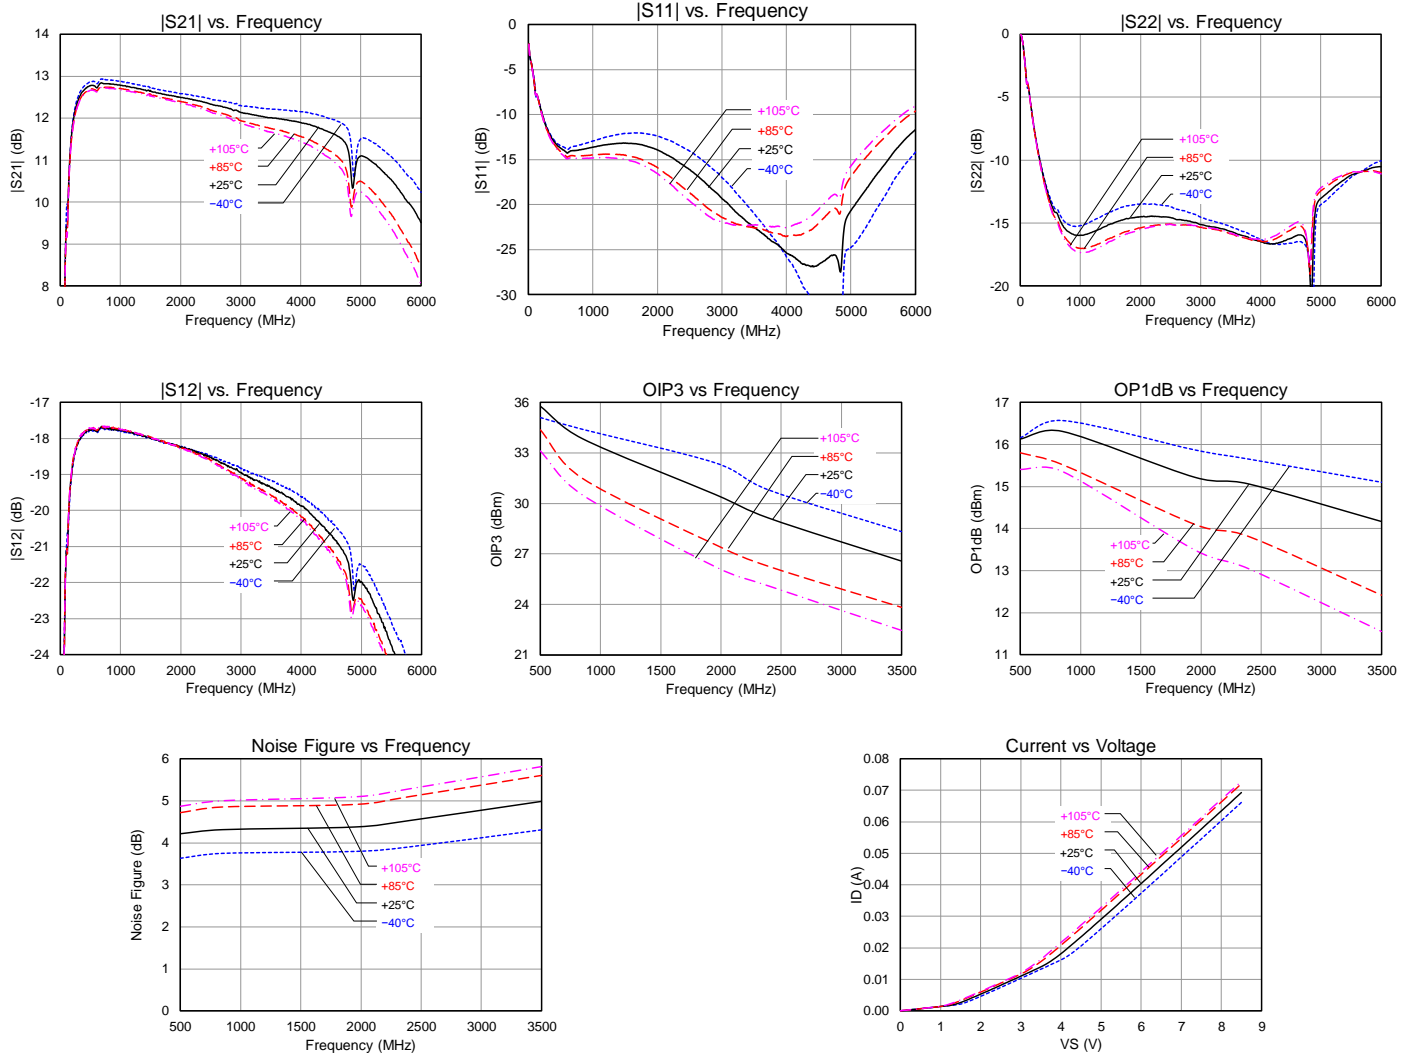 |S21| vs. Frequency
14
13
12
11
10
9
8
|S21| (dB)
+105°C
+85°C
+25°C
−40°C
0 1000 2000 3000 4000 5000 6000
Frequency (MHz)
|S11| vs. Frequency
0
-5
-10
-15
-20
-25
-30
|S11| (dB)
+105°C
+85°C
+25°C
−40°C
0 1000 2000 3000 4000 5000 6000
Frequency (MHz)
|S22| vs. Frequency
0
-5
-10
-15
-20
|S22| (dB)
+105°C
+85°C
+25°C
−40°C
0 1000 2000 3000 4000 5000 6000
Frequency (MHz)
|S12| vs. Frequency
-17
-18
-19
-20
-21
-22
-23
-24
|S12| (dB)
+105°C
+85°C
+25°C
−40°C
0 1000 2000 3000 4000 5000 6000
Frequency (MHz)
OIP3 vs Frequency
36
33
30
27
24
21
OIP3 (dBm)
+105°C
+85°C
+25°C
−40°C
500 1000 1500 2000 2500 3000 3500
Frequency (MHz)
OP1dB vs Frequency
17
16
15
14
13
12
11
OP1dB (dBm)
+105°C
+85°C
+25°C
−40°C
500 1000 1500 2000 2500 3000 3500
Frequency (MHz)
Noise Figure vs Frequency
6
5
4
3
2
1
0
Noise Figure (dB)
+105°C
+85°C
+25°C
−40°C
500 1000 1500 2000 2500 3000 3500
Frequency (MHz)
Current vs Voltage
0.08
0.07
0.06
0.05
0.04
0.03
0.02
0.01
0.00
ID (A)
+105°C
+85°C
+25°C
−40°C
0 1 2 3 4 5 6 7 8 9
VS (V)